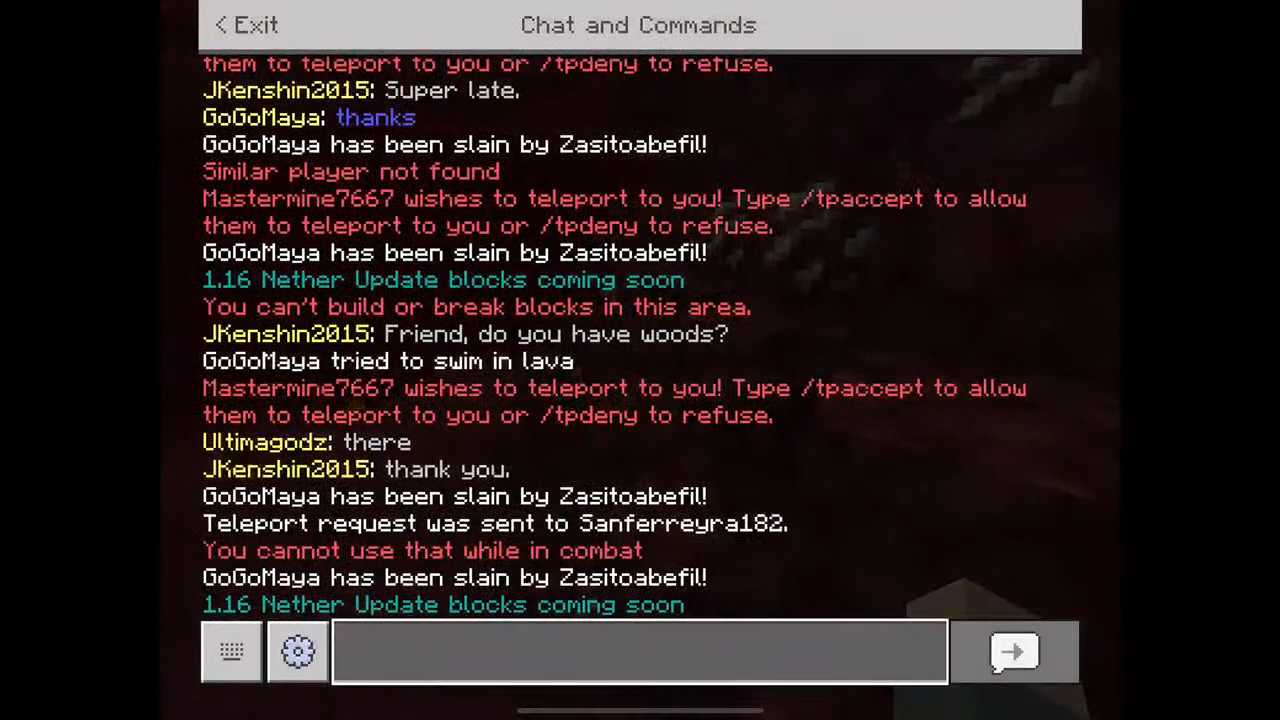 < Exit
Chat and Commands
them to teleport to you or /tpdeny to refuse.
JKenshin2015: Super late.
GoGoMaya: thanks
GoGoMaya has been slain by Zasitoabefil!
Similar player not found
Mastermine7667 wishes to teleport to you! Type /tpaccept to allow
them to teleport to you or /tpdeny to refuse.
GoGoMaya has been slain by Zasitoabefil!
1.16 Nether Update blocks coming soon
You can't build or break blocks in this area.
JKenshin2015: Friend, do you have woods?
GoGoMaya tried to swim in lava
Mastermine7667 wishes to teleport to you! Type /tpaccept to allow
them to teleport to you or /tpdeny to refuse.
Ultimagodz: there
JKenshin2015: thank you.
GoGoMaya has been slain by Zasitoabefil!
Teleport request was sent to Sanferreyra182.
You cannot use that while in combat
GoGoMaya has been slain by Zasitoabefil!
1.16 Nether Update blocks coming soon